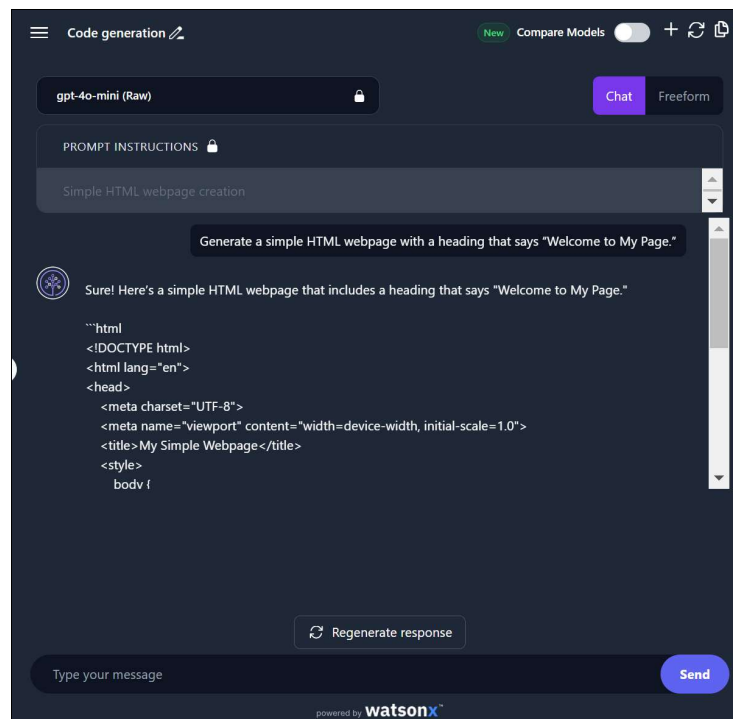 Code generation
New Compare Models
gpt-4o-mini (Raw)
Chat Freeform
PROMPT INSTRUCTIONS
Simple HTML webpage creation
Generate a simple HTML webpage with a heading that says “Welcome to My Page.”
Sure! Here's a simple HTML webpage that includes a heading that says "Welcome to My Page."
```html
<!DOCTYPE html>
<html lang="en">
<head>
<meta charset="UTF-8">
<meta name="viewport" content="width=device-width, initial-scale=1.0">
<title>My Simple Webpage</title>
<style>
body {
Regenerate response
Type your message
Send
powered by watsonx™